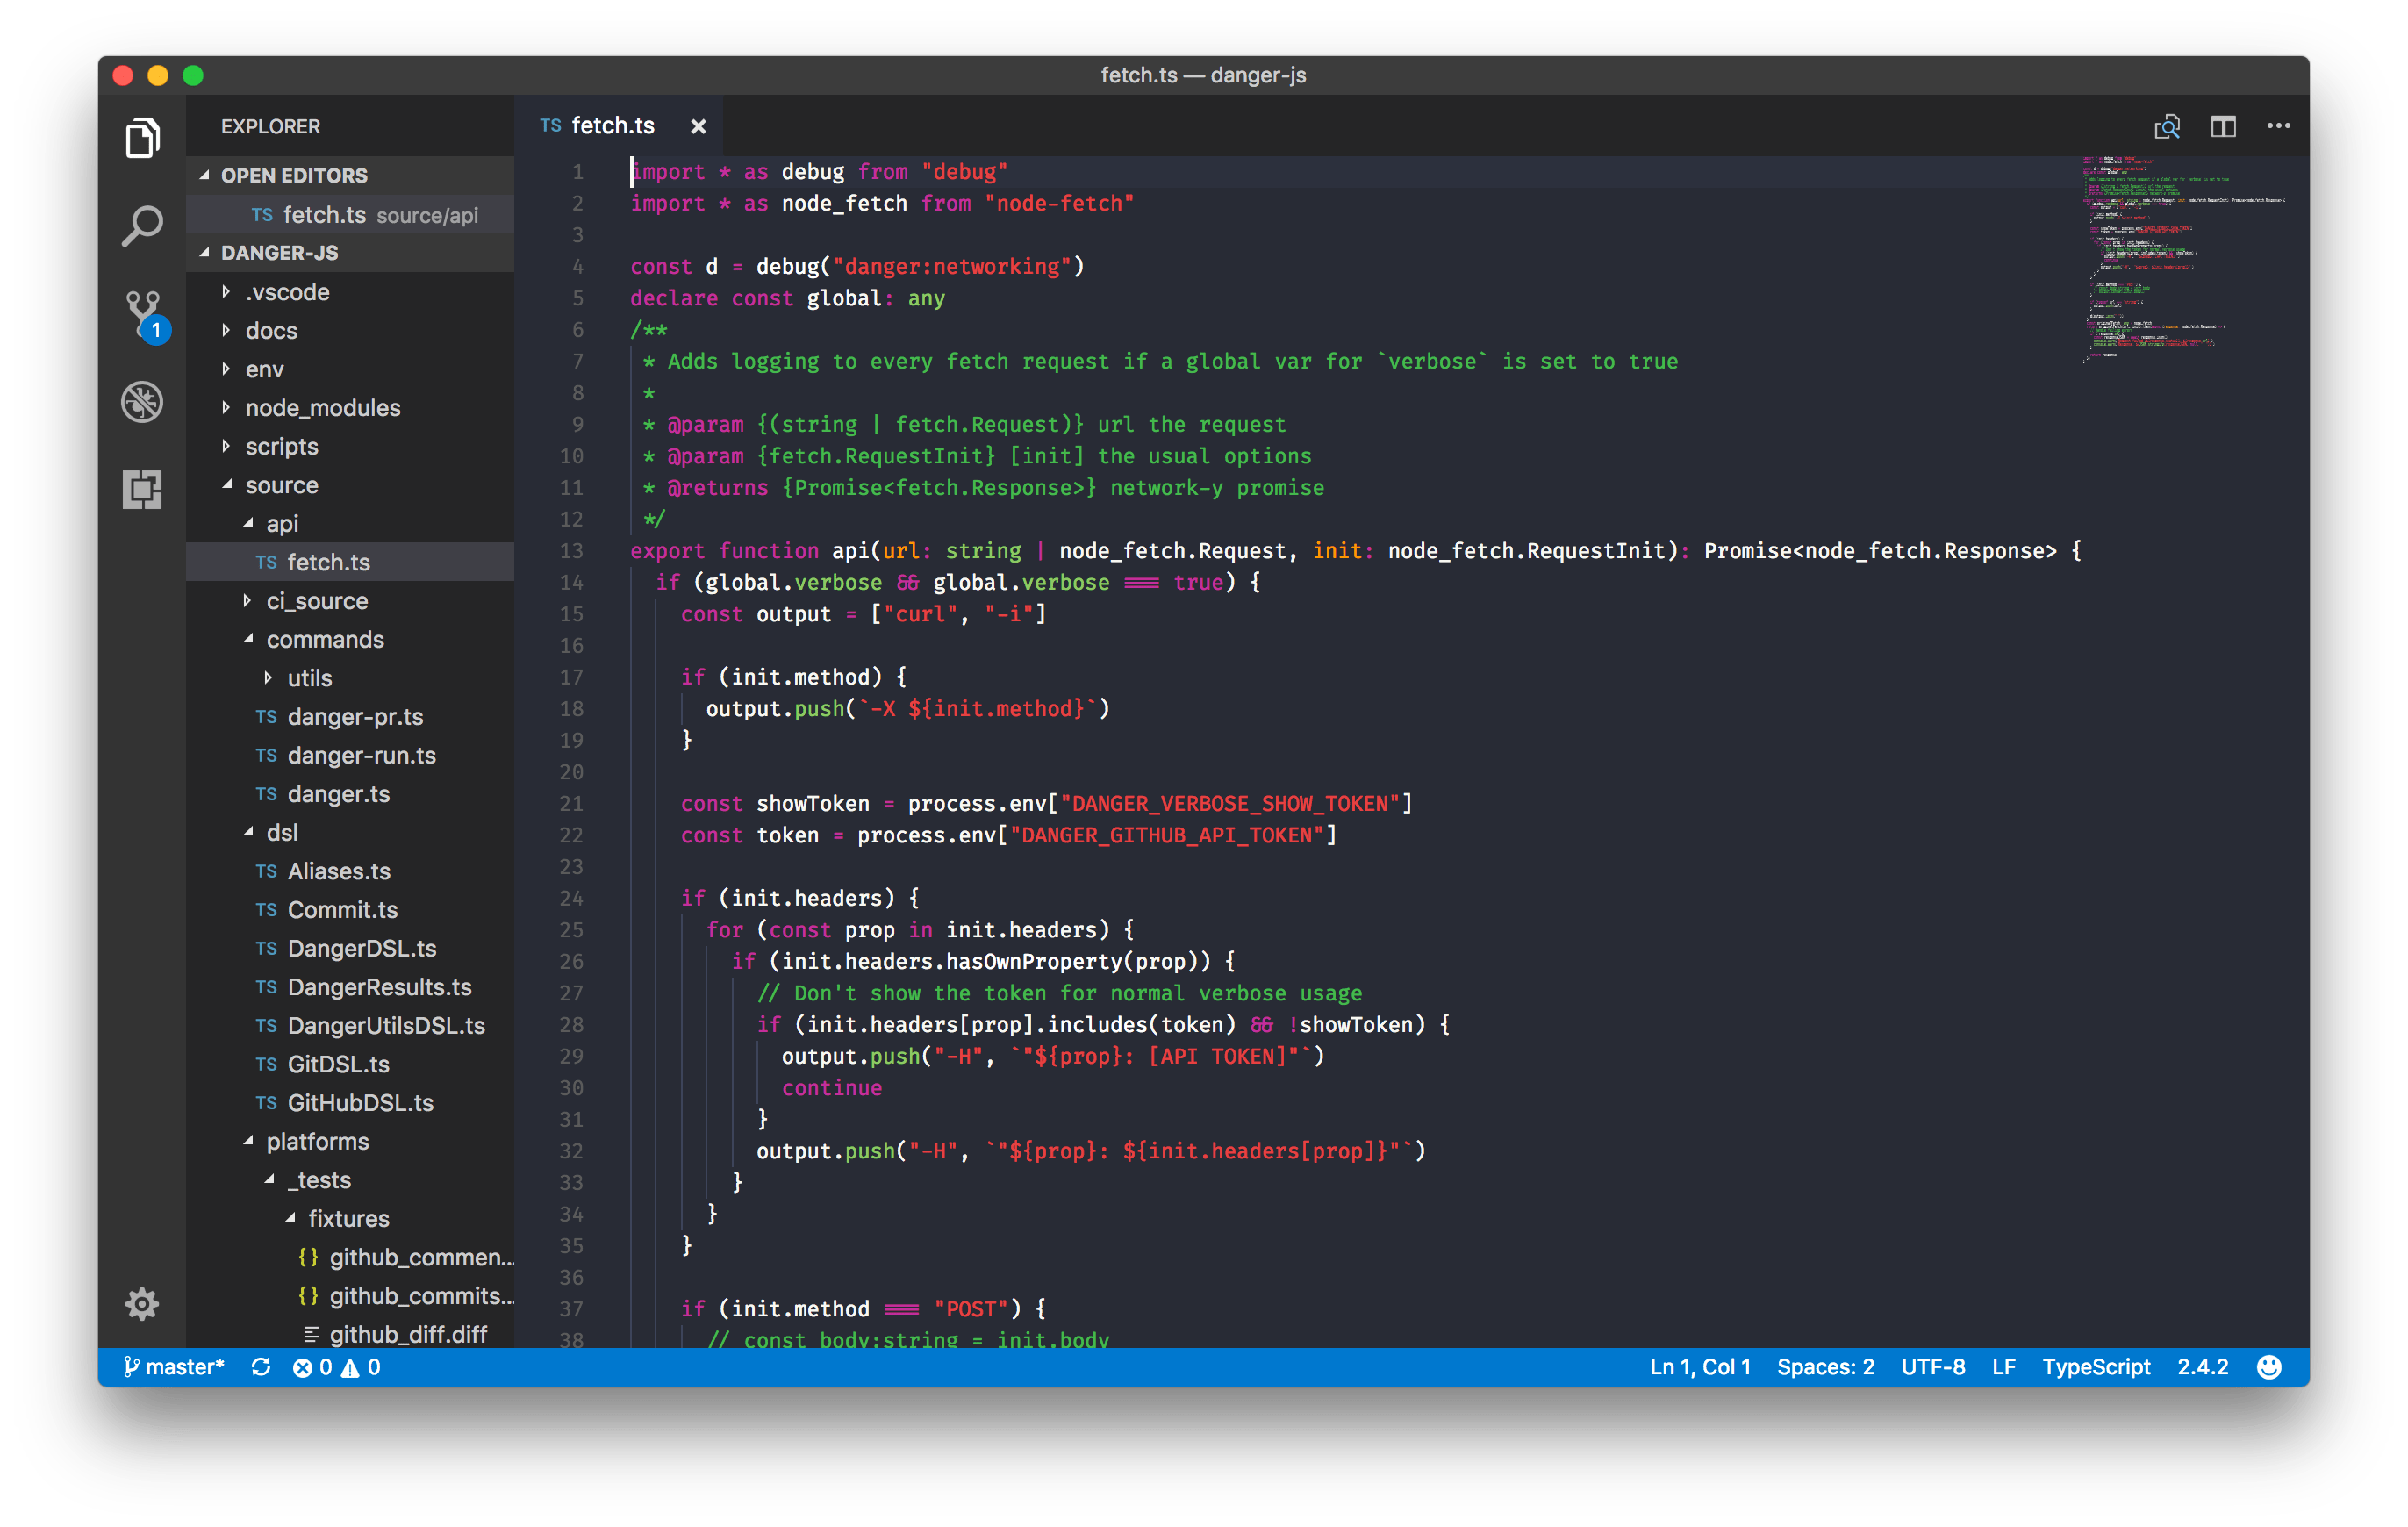 fetch.ts — danger-js
EXPLORER
OPEN EDITORS
TS fetch.ts source/api
DANGER-JS
.vscode
docs
env
node_modules
scripts
source
api
TS fetch.ts
ci_source
commands
utils
TS danger-pr.ts
TS danger-run.ts
TS danger.ts
dsl
TS Aliases.ts
TS Commit.ts
TS DangerDSL.ts
TS DangerResults.ts
TS DangerUtilsDSL.ts
TS GitDSL.ts
TS GitHubDSL.ts
platforms
_tests
fixtures
{} github_commen...
{} github_commits...
github_diff.diff
1
TS fetch.ts ×
1 import * as debug from "debug"
2 import * as node_fetch from "node-fetch"
3
4 const d = debug("danger:networking")
5 declare const global: any
6 /**
7 * Adds logging to every fetch request if a global var for `verbose` is set to true
8 *
9 * @param {(string | fetch.Request)} url the request
10 * @param {fetch.RequestInit} [init] the usual options
11 * @returns {Promise<fetch.Response>} network-y promise
12 */
13 export function api(url: string | node_fetch.Request, init: node_fetch.RequestInit): Promise<node_fetch.Response> {
14 if (global.verbose && global.verbose === true) {
15 const output = ["curl", "-i"]
16
17 if (init.method) {
18 output.push(`-X ${init.method}`)
19 }
20
21 const showToken = process.env["DANGER_VERBOSE_SHOW_TOKEN"]
22 const token = process.env["DANGER_GITHUB_API_TOKEN"]
23
24 if (init.headers) {
25 for (const prop in init.headers) {
26 if (init.headers.hasOwnProperty(prop)) {
27 // Don't show the token for normal verbose usage
28 if (init.headers[prop].includes(token) && !showToken) {
29 output.push("-H", `"${prop}: [API TOKEN]"`)
30 continue
31 }
32 output.push("-H", `"${prop}: ${init.headers[prop]}"`)
33 }
34 }
35 }
36
37 if (init.method === "POST") {
38 // const body:string = init.body
master* 0 0
Ln 1, Col 1 Spaces: 2 UTF-8 LF TypeScript 2.4.2